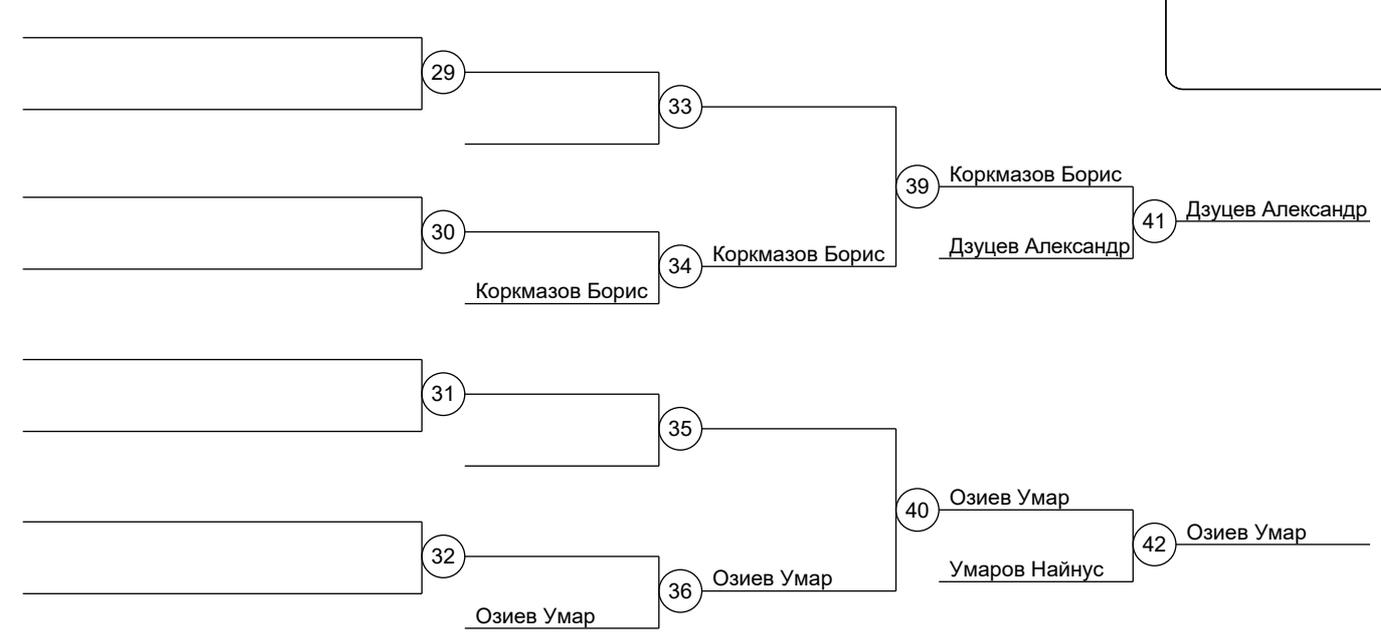 29
33
Коркмазов Борис
39
Дзуцев Александр
41
30
Дзуцев Александр
Коркмазов Борис
34
Коркмазов Борис
31
35
Озиев Умар
40
Озиев Умар
42
32
Умаров Найнус
Озиев Умар
36
Озиев Умар